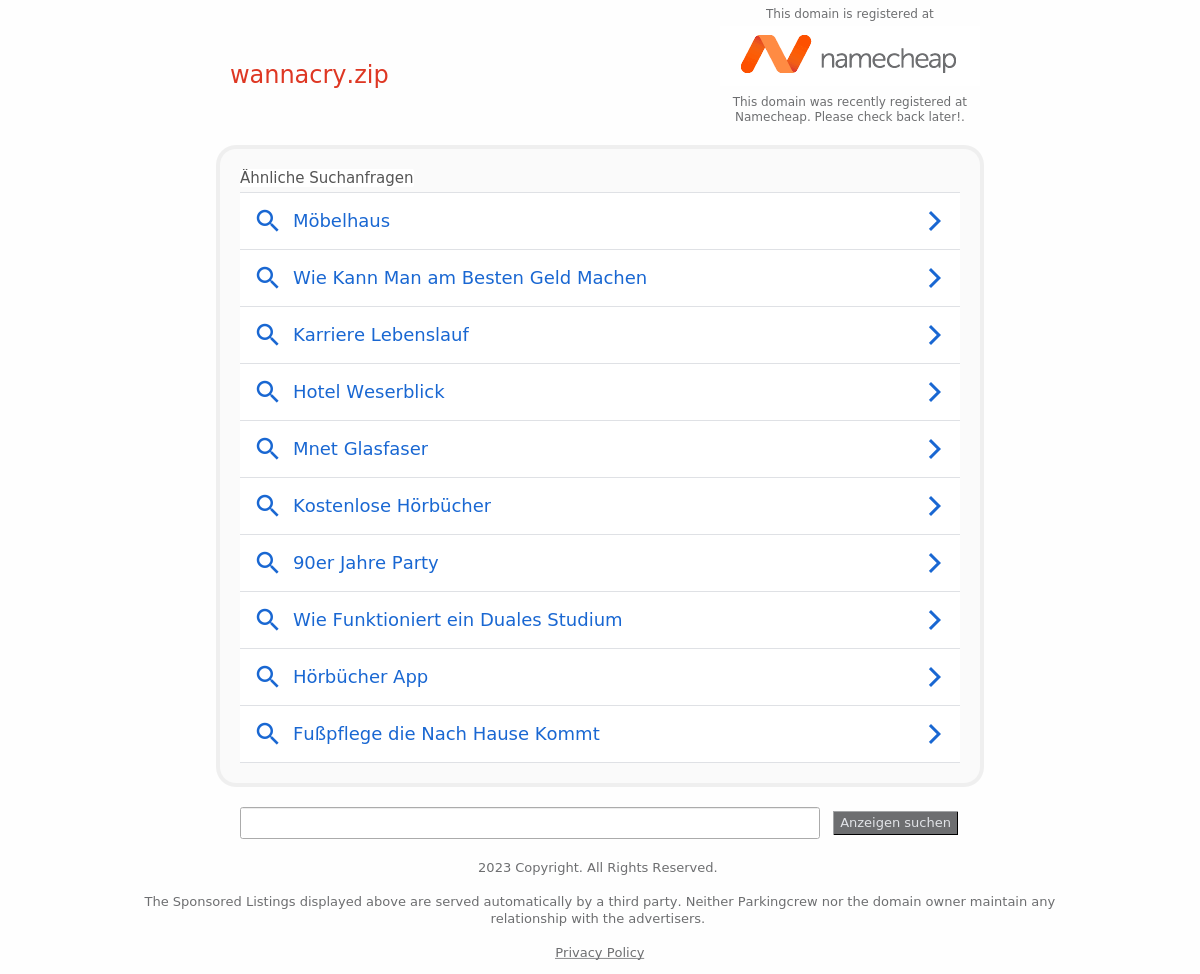 This domain is registered at
namecheap
wannacry.zip
This domain was recently registered at
Namecheap. Please check back later!.
Ähnliche Suchanfragen
Möbelhaus
Wie Kann Man am Besten Geld Machen
Karriere Lebenslauf
Hotel Weserblick
Mnet Glasfaser
Kostenlose Hörbücher
90er Jahre Party
Wie Funktioniert ein Duales Studium
Hörbücher App
Fußpflege die Nach Hause Kommt
Anzeigen suchen
2023 Copyright. All Rights Reserved.
The Sponsored Listings displayed above are served automatically by a third party. Neither Parkingcrew nor the domain owner maintain any
relationship with the advertisers.
Privacy Policy